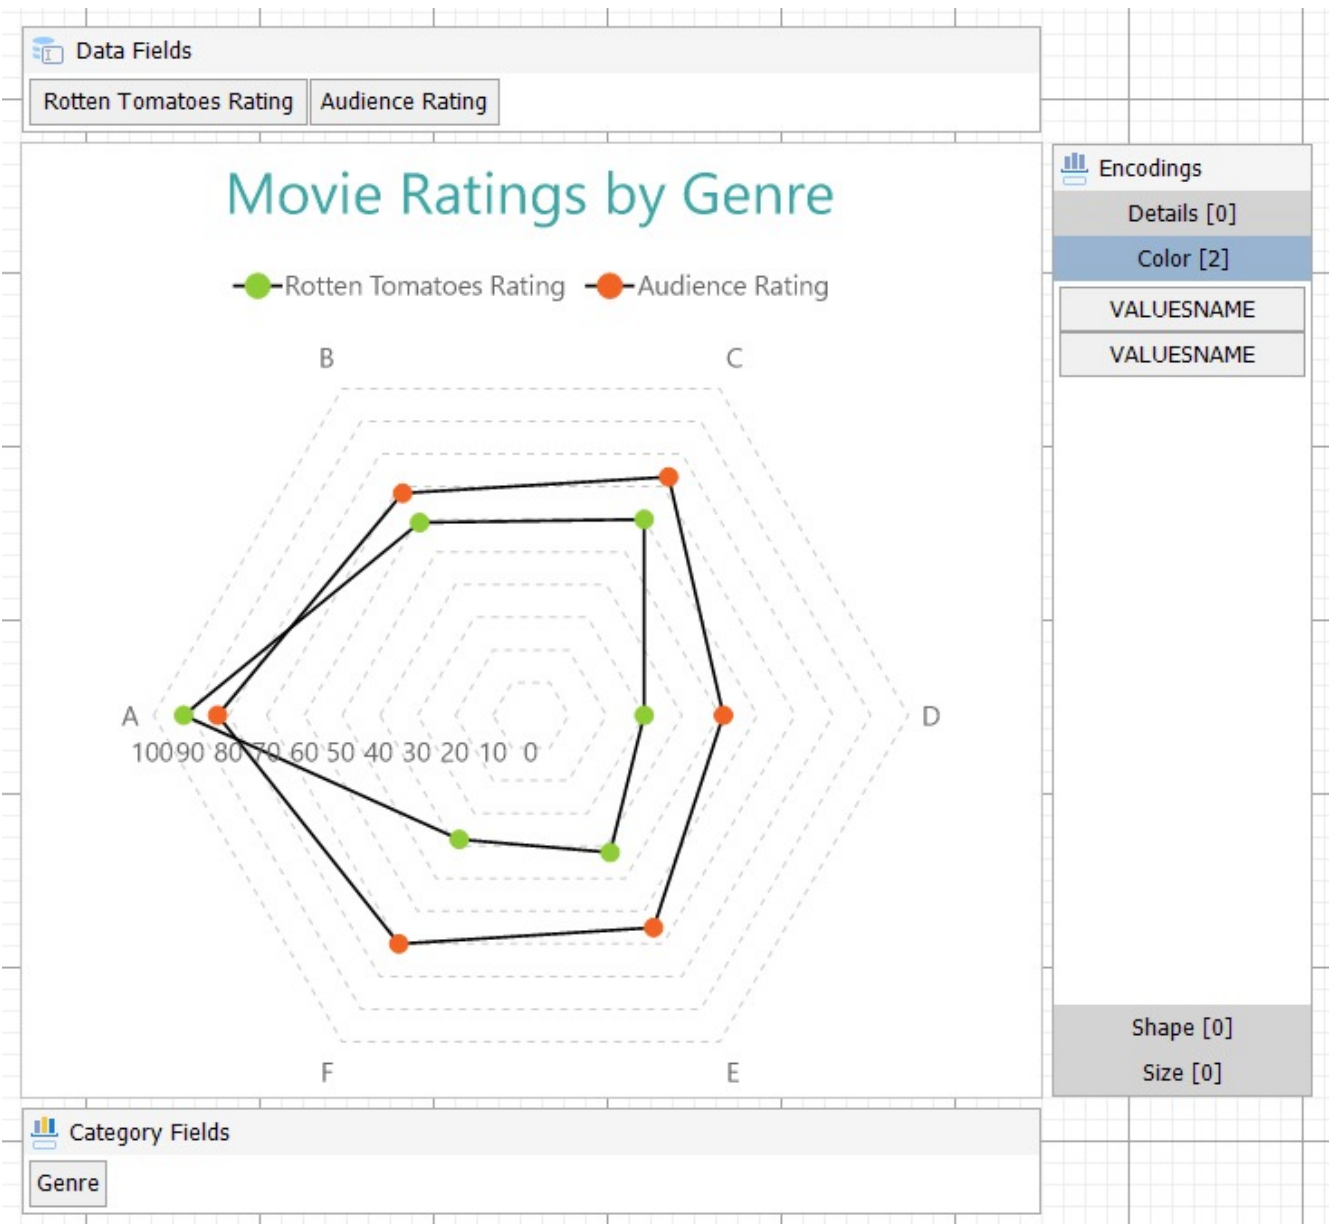 Data Fields
Rotten Tomatoes Rating Audience Rating
Movie Ratings by Genre
Rotten Tomatoes Rating Audience Rating
B C
A D
100 90 80 70 60 50 40 30 20 10 0
F E
Encodings
Details [0]
Color [2]
VALUESNAME
VALUESNAME
Shape [0]
Size [0]
Category Fields
Genre